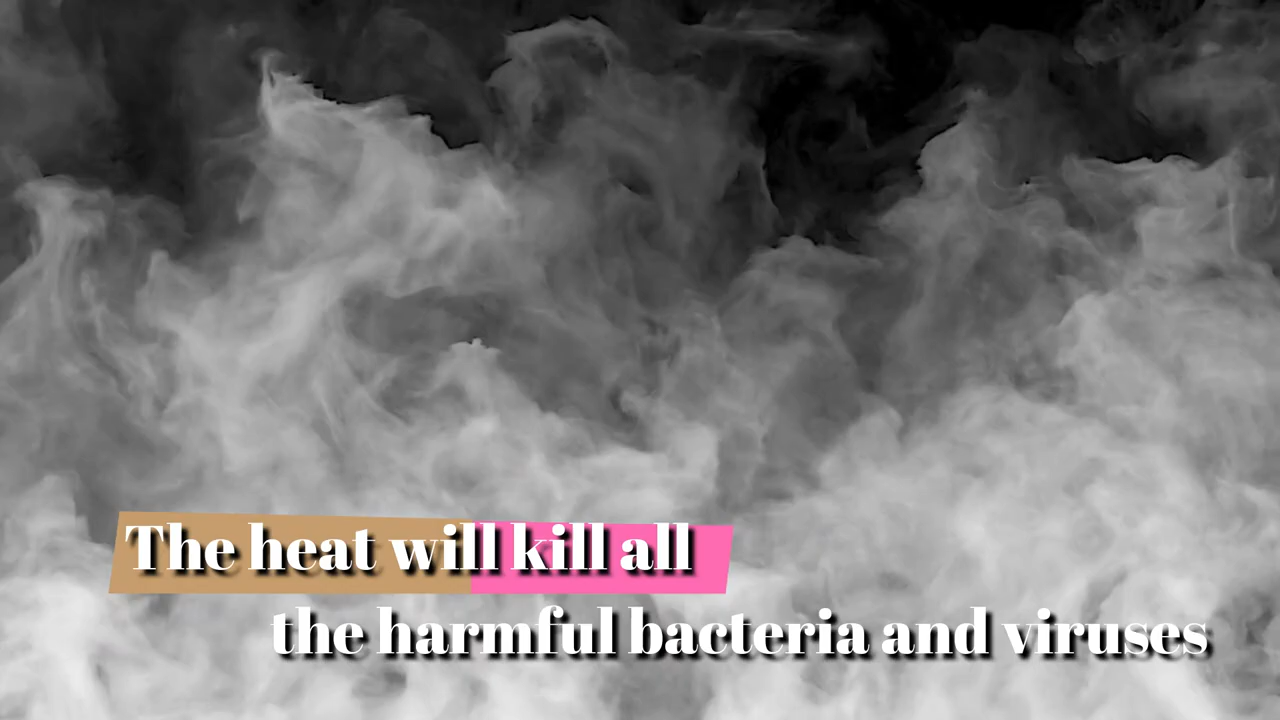 The heat will kill all
the harmful bacteria and viruses